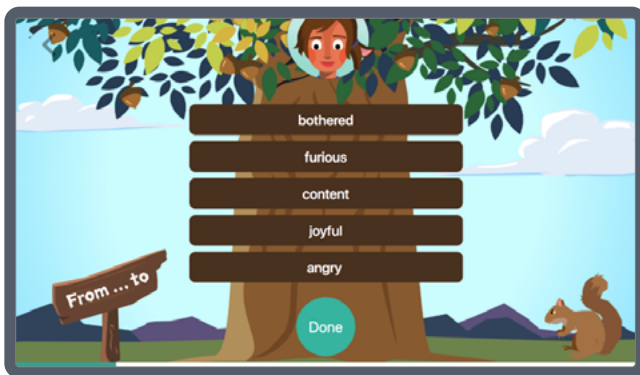 bothered
furious
content
joyful
angry
From ... to
Done